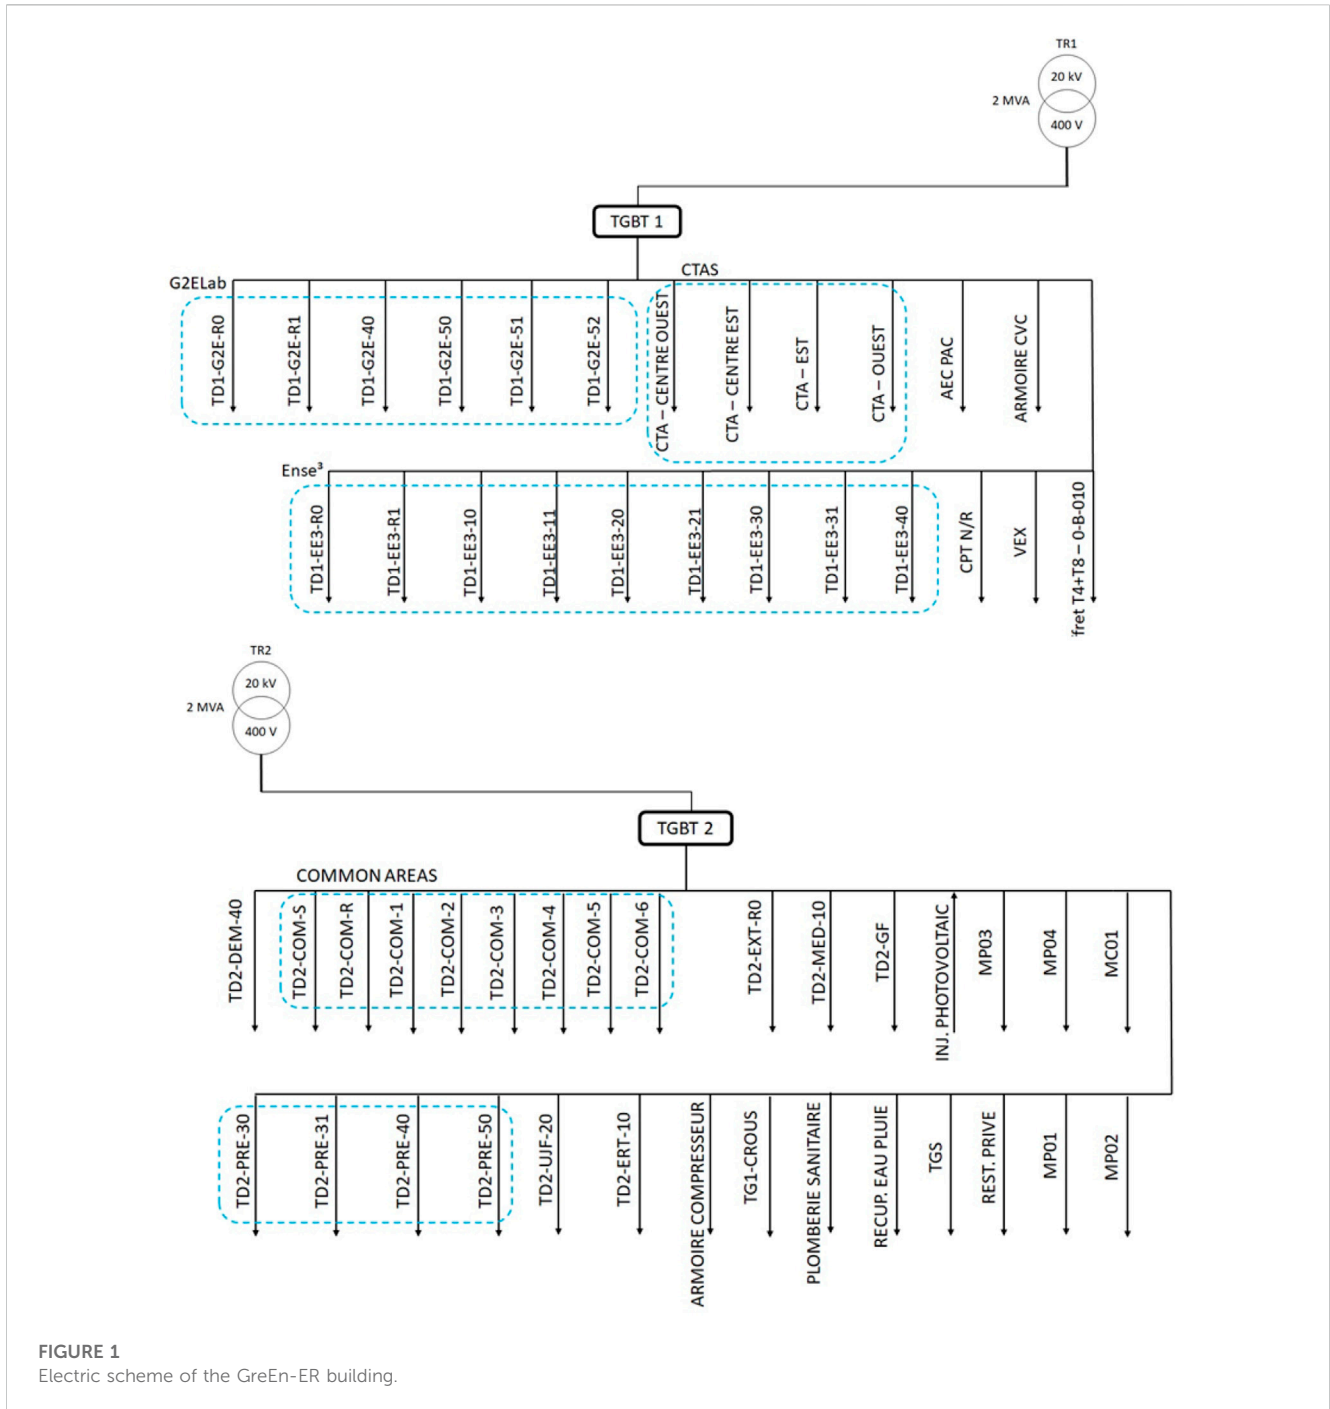 TR1
20 kV
2 MVA
400 V
TGBT 1
G2ELab
CTAS
TD1-G2E-R0
TD1-G2E-R1
TD1-G2E-40
TD1-G2E-50
TD1-G2E-51
TD1-G2E-52
CTA – CENTRE OUEST
CTA – CENTRE EST
CTA – EST
CTA – OUEST
AEC PAC
ARMOIRE CVC
Ense³
TD1-EE3-R0
TD1-EE3-R1
TD1-EE3-10
TD1-EE3-11
TD1-EE3-20
TD1-EE3-21
TD1-EE3-30
TD1-EE3-31
TD1-EE3-40
CPT N/R
VEX
fret T4+T8 – 0-B-010
TR2
20 kV
2 MVA
400 V
TGBT 2
COMMON AREAS
TD2-DEM-40
TD2-COM-S
TD2-COM-R
TD2-COM-1
TD2-COM-2
TD2-COM-3
TD2-COM-4
TD2-COM-5
TD2-COM-6
TD2-EXT-R0
TD2-MED-10
TD2-GF
INJ. PHOTOVOLTAIC
MP03
MP04
MC01
TD2-PRE-30
TD2-PRE-31
TD2-PRE-40
TD2-PRE-50
TD2-UJF-20
TD2-ERT-10
ARMOIRE COMPRESSEUR
TG1-CROUS
PLOMBERIE SANITAIRE
RECUP. EAU PLUIE
TGS
REST. PRIVE
MP01
MP02
FIGURE 1
Electric scheme of the GreEn-ER building.